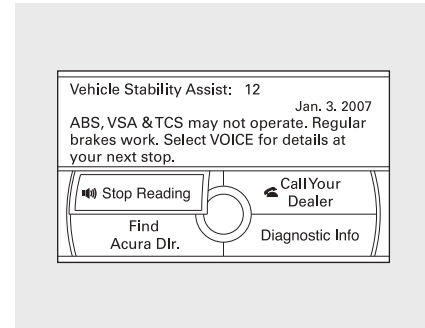 Vehicle Stability Assist: 12
Jan. 3. 2007
ABS, VSA & TCS may not operate. Regular
brakes work. Select VOICE for details at
your next stop.
Stop Reading
Call Your
Dealer
Find
Acura Dlr.
Diagnostic Info